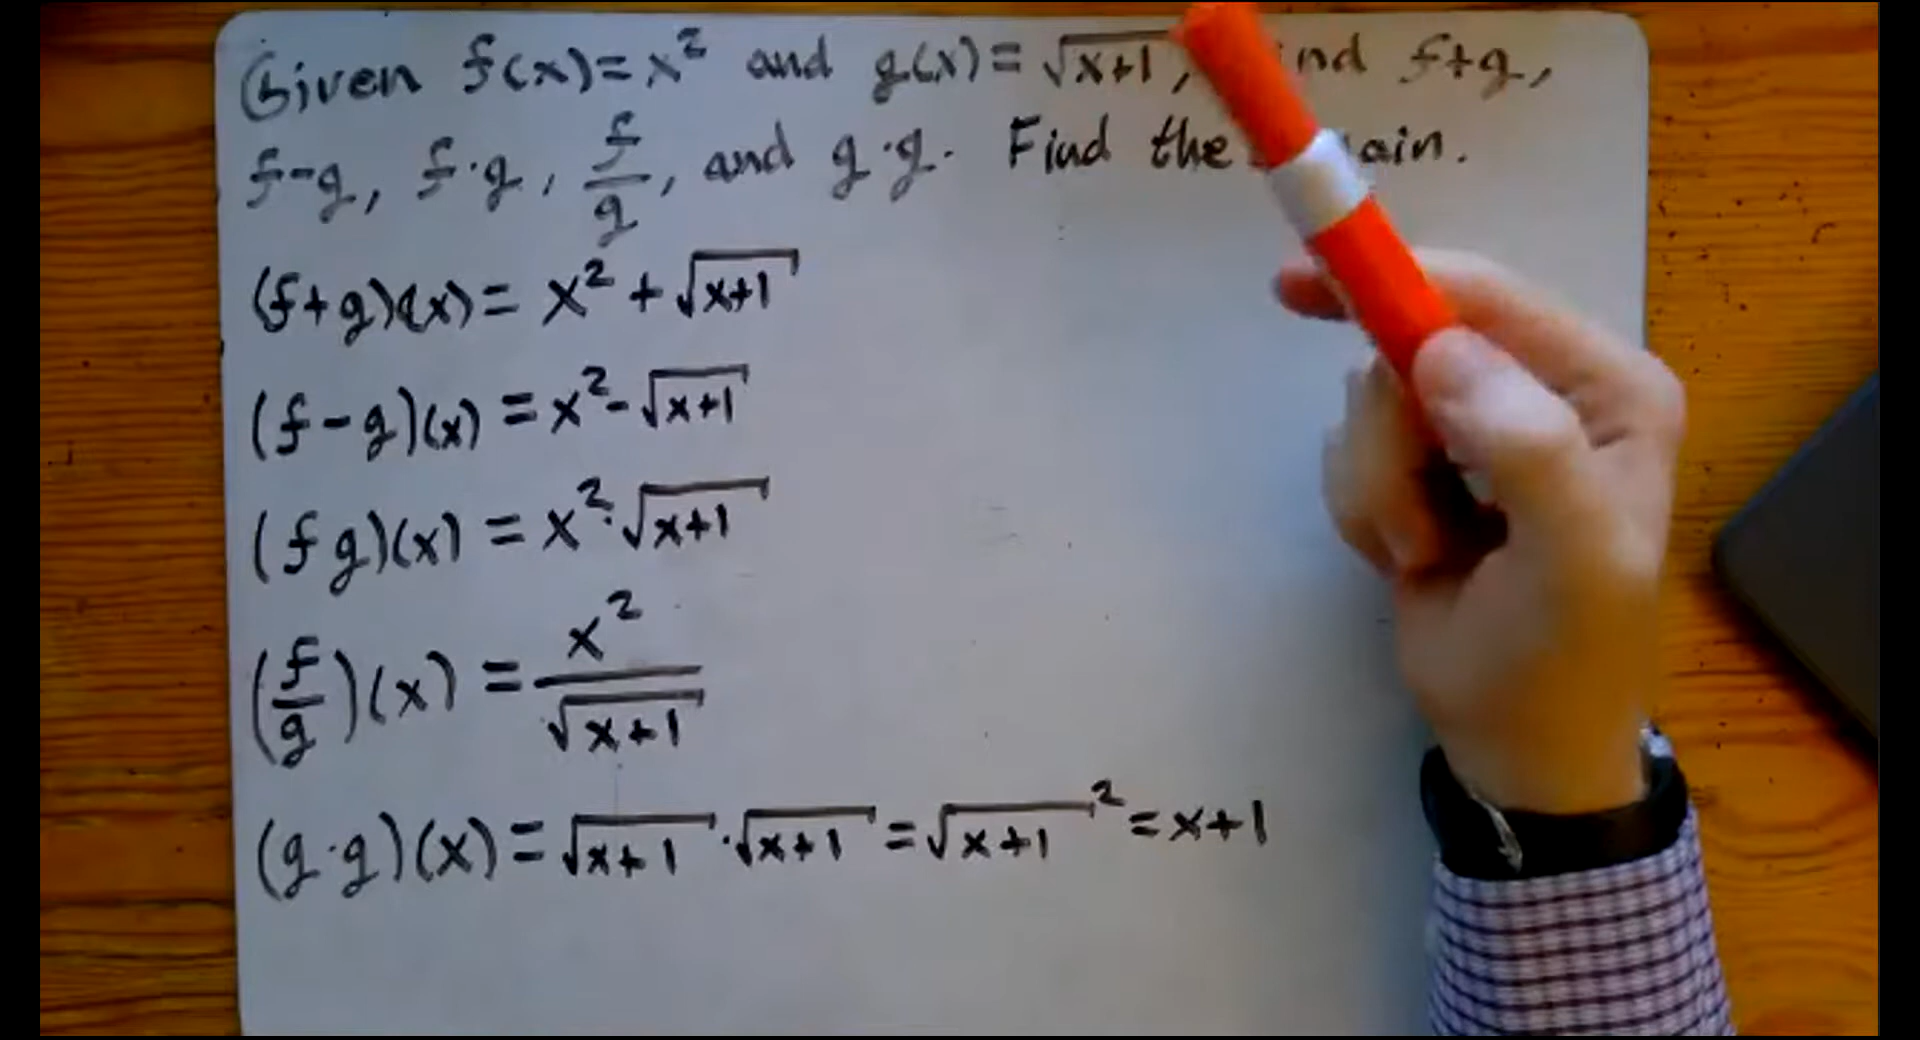 Given f(x) = x² and g(x) = √(x+1), f+g,
f-g, f·g, f/g, and g·g. Find the
(f+g)(x) = x² + √(x+1)
(f-g)(x) = x² - √(x+1)
(fg)(x) = x²·√(x+1)
(f/g)(x) = x²/√(x+1)
(g·g)(x) = √(x+1)·√(x+1) = √(x+1)² = x+1